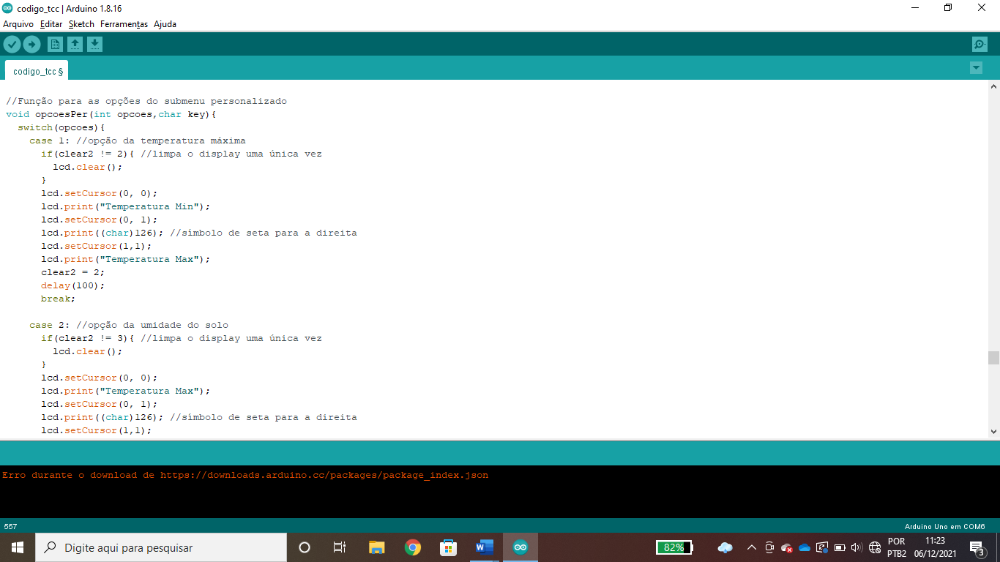 codigo_tcc | Arduino 1.8.16
Arquivo Editar Sketch Ferramentas Ajuda
codigo_tcc §
//Função para as opções do submenu personalizado
void opcoesPer(int opcoes,char key){
  switch(opcoes){
    case 1: //opção da temperatura máxima
      if(clear2 != 2){ //limpa o display uma única vez
        lcd.clear();
      }
      lcd.setCursor(0, 0);
      lcd.print("Temperatura Min");
      lcd.setCursor(0, 1);
      lcd.print((char)126); //símbolo de seta para a direita
      lcd.setCursor(1,1);
      lcd.print("Temperatura Max");
      clear2 = 2;
      delay(100);
      break;
    case 2: //opção da umidade do solo
      if(clear2 != 3){ //limpa o display uma única vez
        lcd.clear();
      }
      lcd.setCursor(0, 0);
      lcd.print("Temperatura Max");
      lcd.setCursor(0, 1);
      lcd.print((char)126); //símbolo de seta para a direita
      lcd.setCursor(1,1);
Erro durante o download de https://downloads.arduino.cc/packages/package_index.json
557 Arduino Uno em COM6
Digite aqui para pesquisar
82%
POR 11:23
PTB2 06/12/2021
3